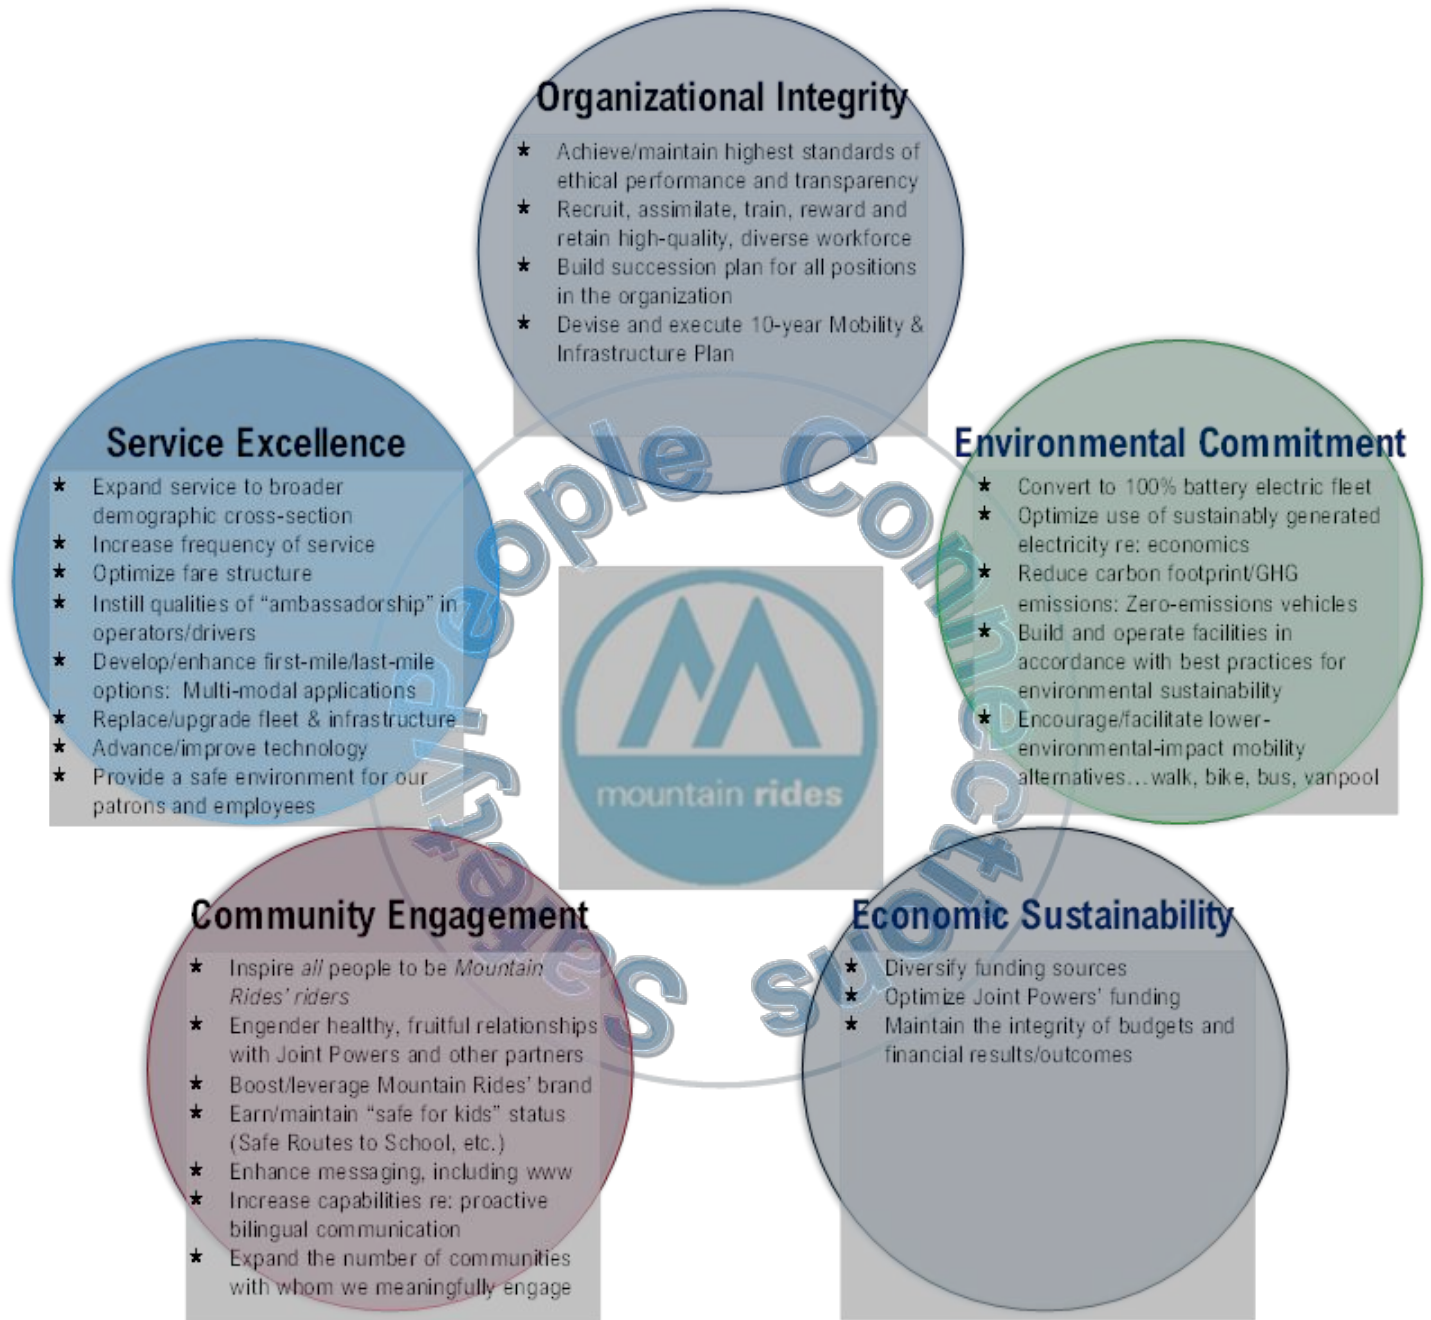 Organizational Integrity
* Achieve/maintain highest standards of
ethical performance and transparency
* Recruit, assimilate, train, reward and
retain high-quality, diverse workforce
* Build succession plan for all positions
in the organization
* Devise and execute 10-year Mobility &
Infrastructure Plan
Service Excellence
* Expand service to broader
demographic cross-section
* Increase frequency of service
* Optimize fare structure
* Instill qualities of “ambassadorship” in
operators/drivers
* Develop/enhance first-mile/last-mile
options:  Multi-modal applications
* Replace/upgrade fleet & infrastructure
* Advance/improve technology
* Provide a safe environment for our
patrons and employees
Environmental Commitment
* Convert to 100% battery electric fleet
* Optimize use of sustainably generated
electricity re: economics
* Reduce carbon footprint/GHG
emissions: Zero-emissions vehicles
* Build and operate facilities in
accordance with best practices for
environmental sustainability
* Encourage/facilitate lower-
environmental-impact mobility
alternatives…walk, bike, bus, vanpool
Community Engagement
* Inspire all people to be Mountain
Rides’ riders
* Engender healthy, fruitful relationships
with Joint Powers and other partners
* Boost/leverage Mountain Rides’ brand
* Earn/maintain “safe for kids” status
(Safe Routes to School, etc.)
* Enhance messaging, including www
* Increase capabilities re: proactive
bilingual communication
* Expand the number of communities
with whom we meaningfully engage
Economic Sustainability
* Diversify funding sources
* Optimize Joint Powers’ funding
* Maintain the integrity of budgets and
financial results/outcomes
Safety People Connections
mountain rides